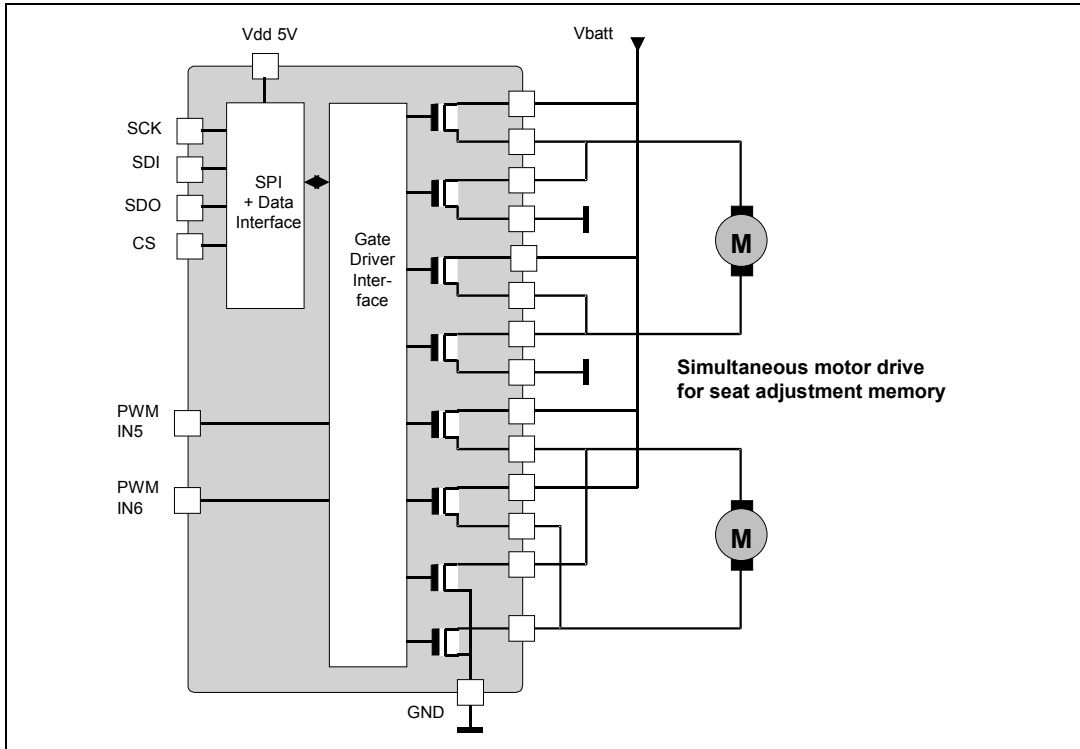 Vdd 5V
Vbatt
SCK
SDI
SDO
CS
SPI
+ Data
Interface
Gate
Driver
Inter-
face
M
Simultaneous motor drive
for seat adjustment memory
PWM
IN5
PWM
IN6
M
GND